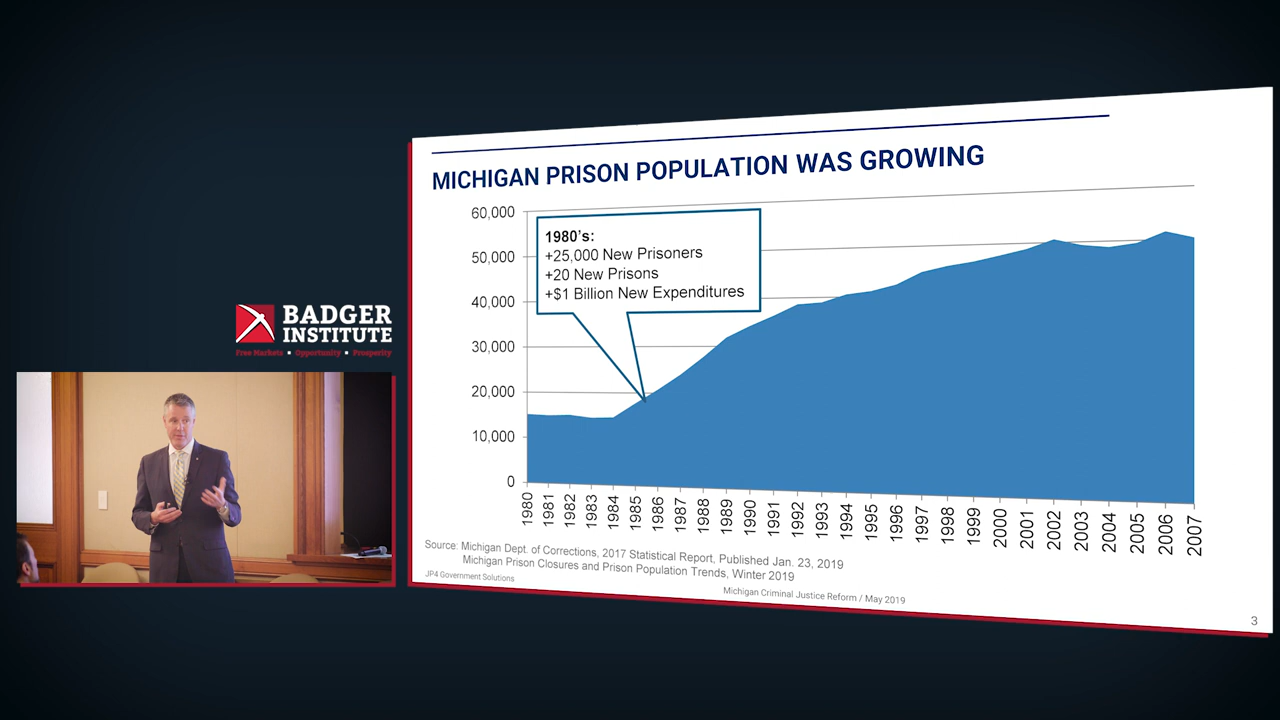 BADGER
INSTITUTE
Free Markets ▪ Opportunity ▪ Prosperity
MICHIGAN PRISON POPULATION WAS GROWING
60,000
50,000
40,000
30,000
20,000
10,000
0
1980's:
+25,000 New Prisoners
+20 New Prisons
+$1 Billion New Expenditures
1980 1981 1982 1983 1984 1985 1986 1987 1988 1989 1990 1991 1992 1993 1994 1995 1996 1997 1998 1999 2000 2001 2002 2003 2004 2005 2006 2007
Source: Michigan Dept. of Corrections, 2017 Statistical Report, Published Jan. 23, 2019
Michigan Prison Closures and Prison Population Trends, Winter 2019
JP4 Government Solutions
Michigan Criminal Justice Reform / May 2019
3